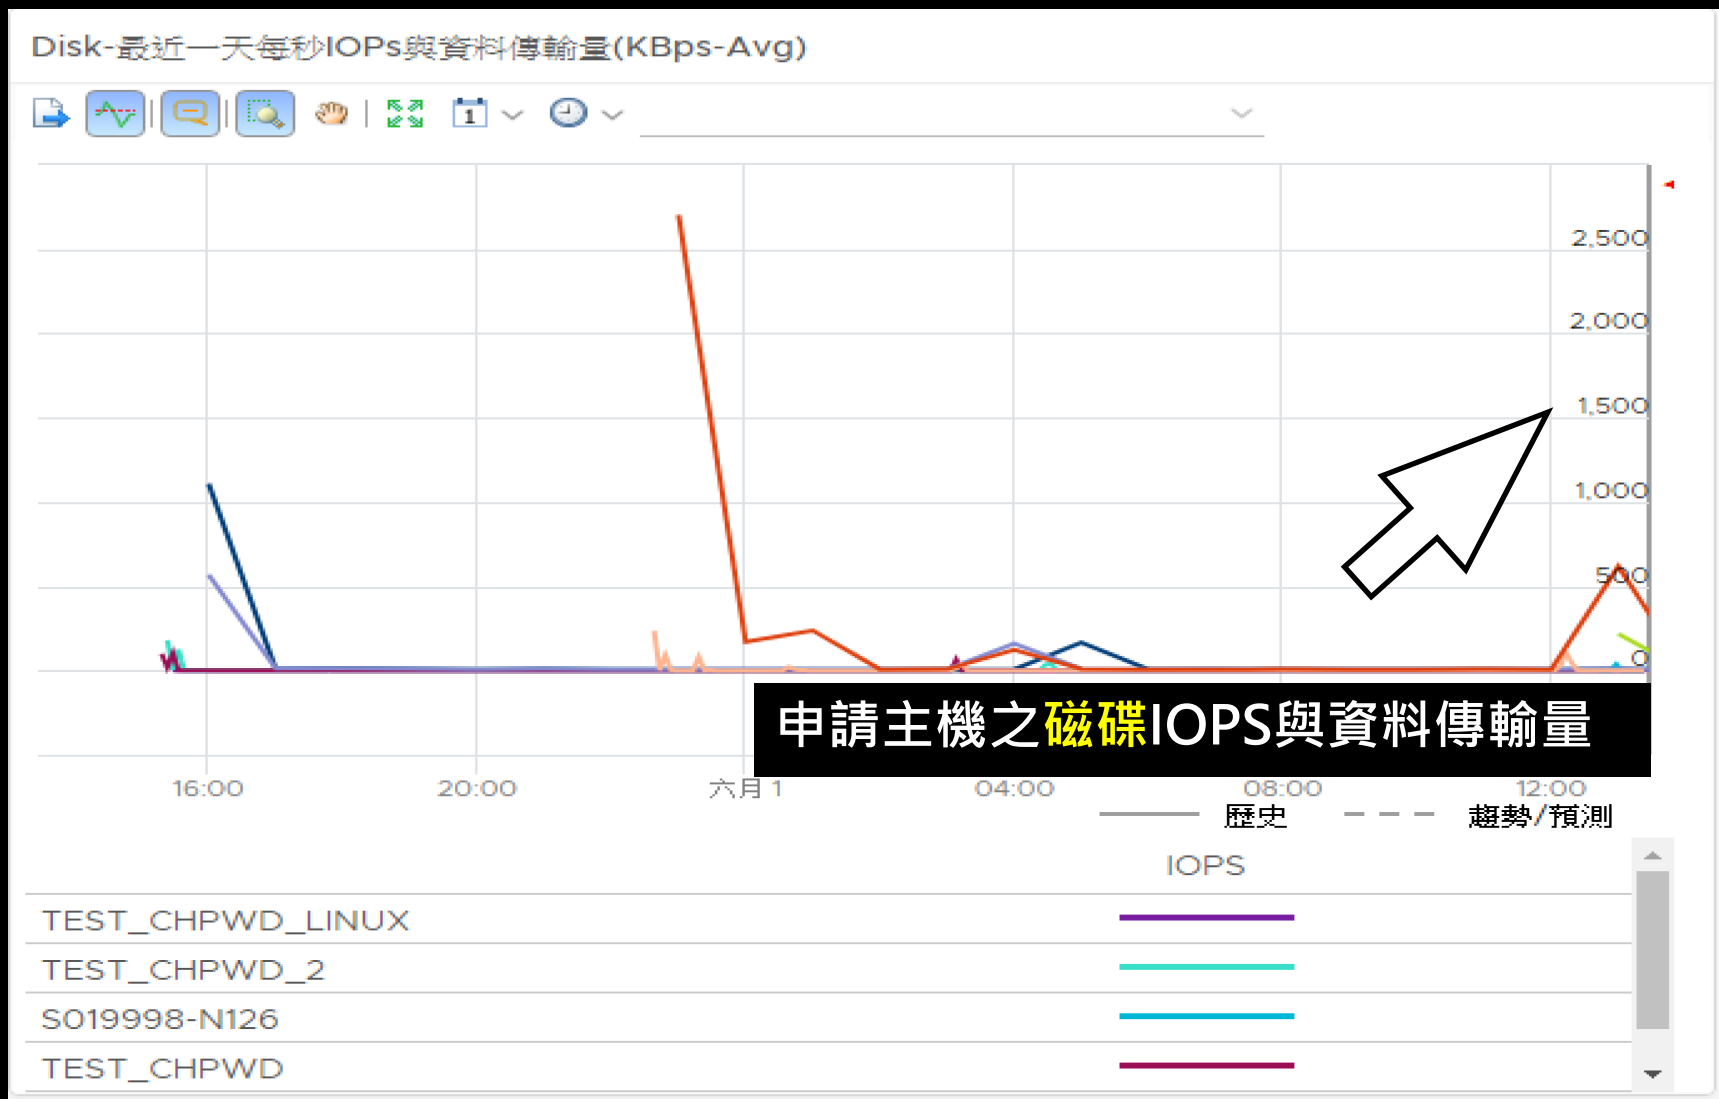 Disk-最近一天每秒IOPs與資料傳輸量(KBps-Avg)
1
2,500
2,000
1,500
1,000
500
0
申請主機之磁碟IOPS與資料傳輸量
16:00 20:00 六月 1 04:00 08:00 12:00
歷史 趨勢/預測
IOPS
TEST_CHPWD_LINUX
TEST_CHPWD_2
S019998-N126
TEST_CHPWD